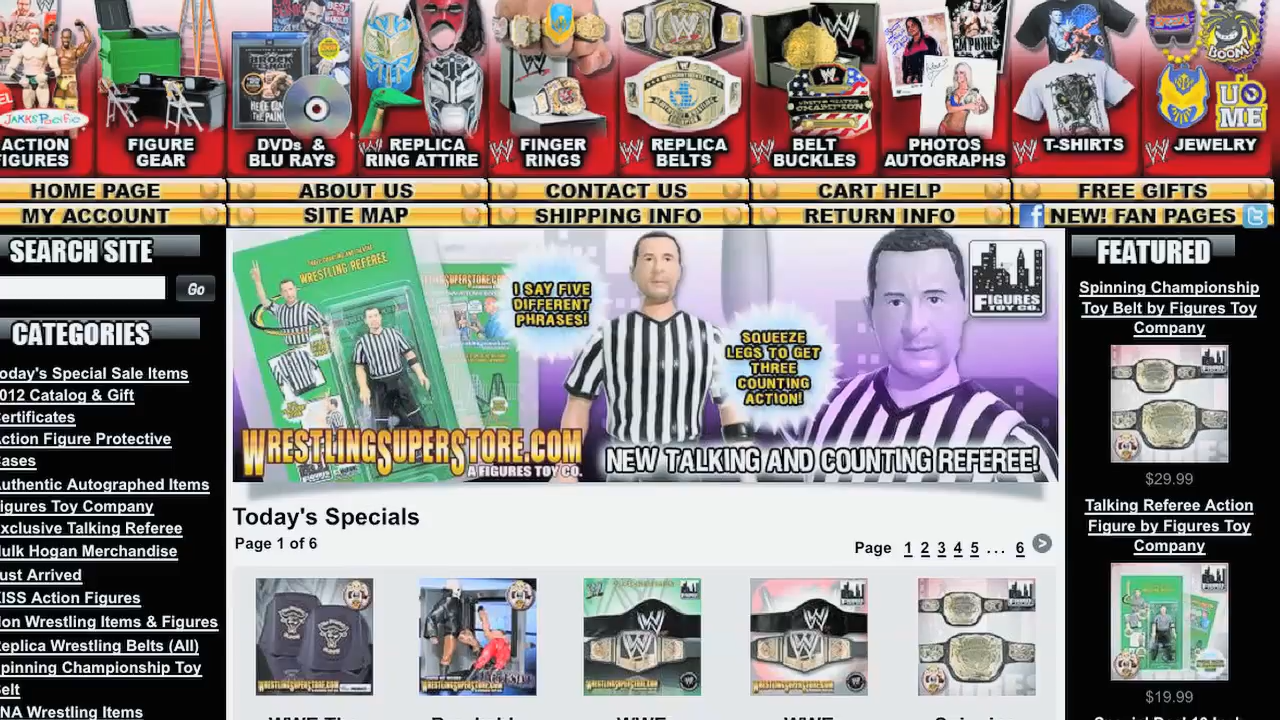 ACTION
FIGURES
FIGURE
GEAR
DVDs &
BLU RAYS
REPLICA
RING ATTIRE
FINGER
RINGS
REPLICA
BELTS
BELT
BUCKLES
PHOTOS
AUTOGRAPHS
T-SHIRTS
JEWELRY
JAKKS Pacific
BOOM!
U
ME
HOME PAGE
ABOUT US
CONTACT US
CART HELP
FREE GIFTS
MY ACCOUNT
SITE MAP
SHIPPING INFO
RETURN INFO
NEW! FAN PAGES
SEARCH SITE
Go
CATEGORIES
oday's Special Sale Items
012 Catalog & Gift
ertificates
ction Figure Protective
ases
uthentic Autographed Items
igures Toy Company
xclusive Talking Referee
ulk Hogan Merchandise
ust Arrived
ISS Action Figures
on Wrestling Items & Figures
eplica Wrestling Belts (All)
pinning Championship Toy
elt
NA Wrestling Items
WRESTLING REFEREE
I SAY FIVE
DIFFERENT
PHRASES!
SQUEEZE
LEGS TO GET
THREE
COUNTING
ACTION!
FIGURES
TOY CO.
WRESTLINGSUPERSTORE.COM
A FIGURES TOY CO.
NEW TALKING AND COUNTING REFEREE!
Today's Specials
Page 1 of 6
Page 1 2 3 4 5 ... 6 >
FEATURED
Spinning Championship
Toy Belt by Figures Toy
Company
$29.99
Talking Referee Action
Figure by Figures Toy
Company
$19.99